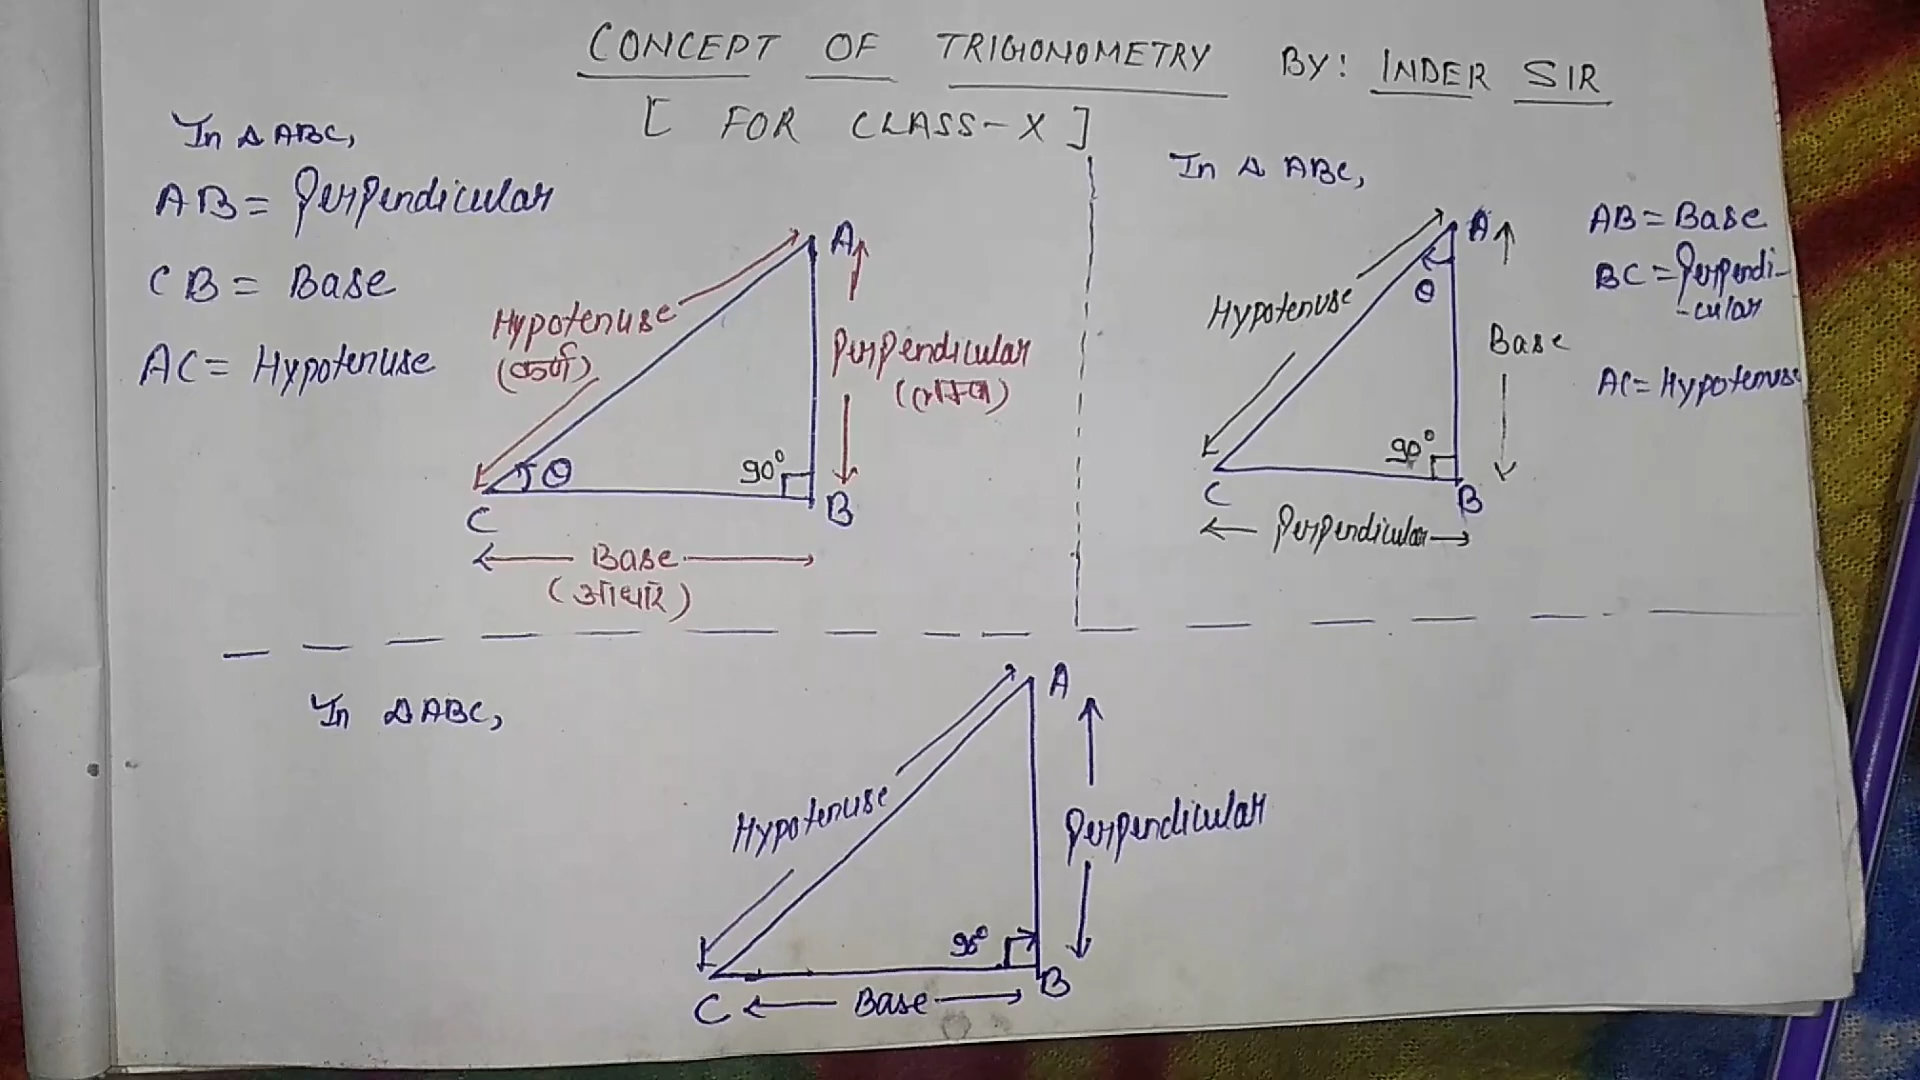 CONCEPT OF TRIGONOMETRY BY: INDER SIR
[ FOR CLASS-X ]
In Δ ABC,
AB = Perpendicular
CB = Base
AC = Hypotenuse
A
Hypotenuse
(कर्ण)
Perpendicular
(लम्ब)
θ
90°
C
B
Base
(आधार)
In Δ ABC,
A
θ
Hypotenuse
Base
90°
C
B
Perpendicular
AB = Base
BC = Perpendi-
-cular
AC = Hypotenuse
In Δ ABC,
A
Hypotenuse
Perpendicular
90°
C
B
Base